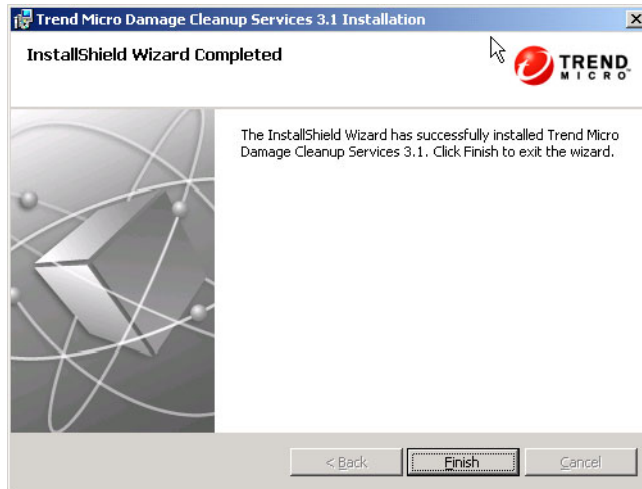 Trend Micro Damage Cleanup Services 3.1 Installation
InstallShield Wizard Completed
TREND
MICRO
The InstallShield Wizard has successfully installed Trend Micro
Damage Cleanup Services 3.1. Click Finish to exit the wizard.
< Back
Finish
Cancel